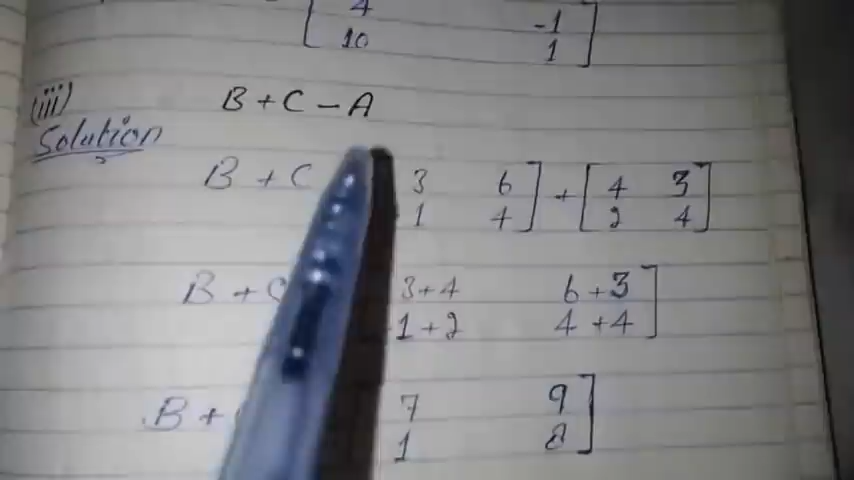 4 -1
10 1
(iii) B + C - A
Solution
B + C 3 6 ] + [ 4 3 ]
1 4 2 4
B + C 3+4 6+3
1+2 4+4
B + 7 9
1 8